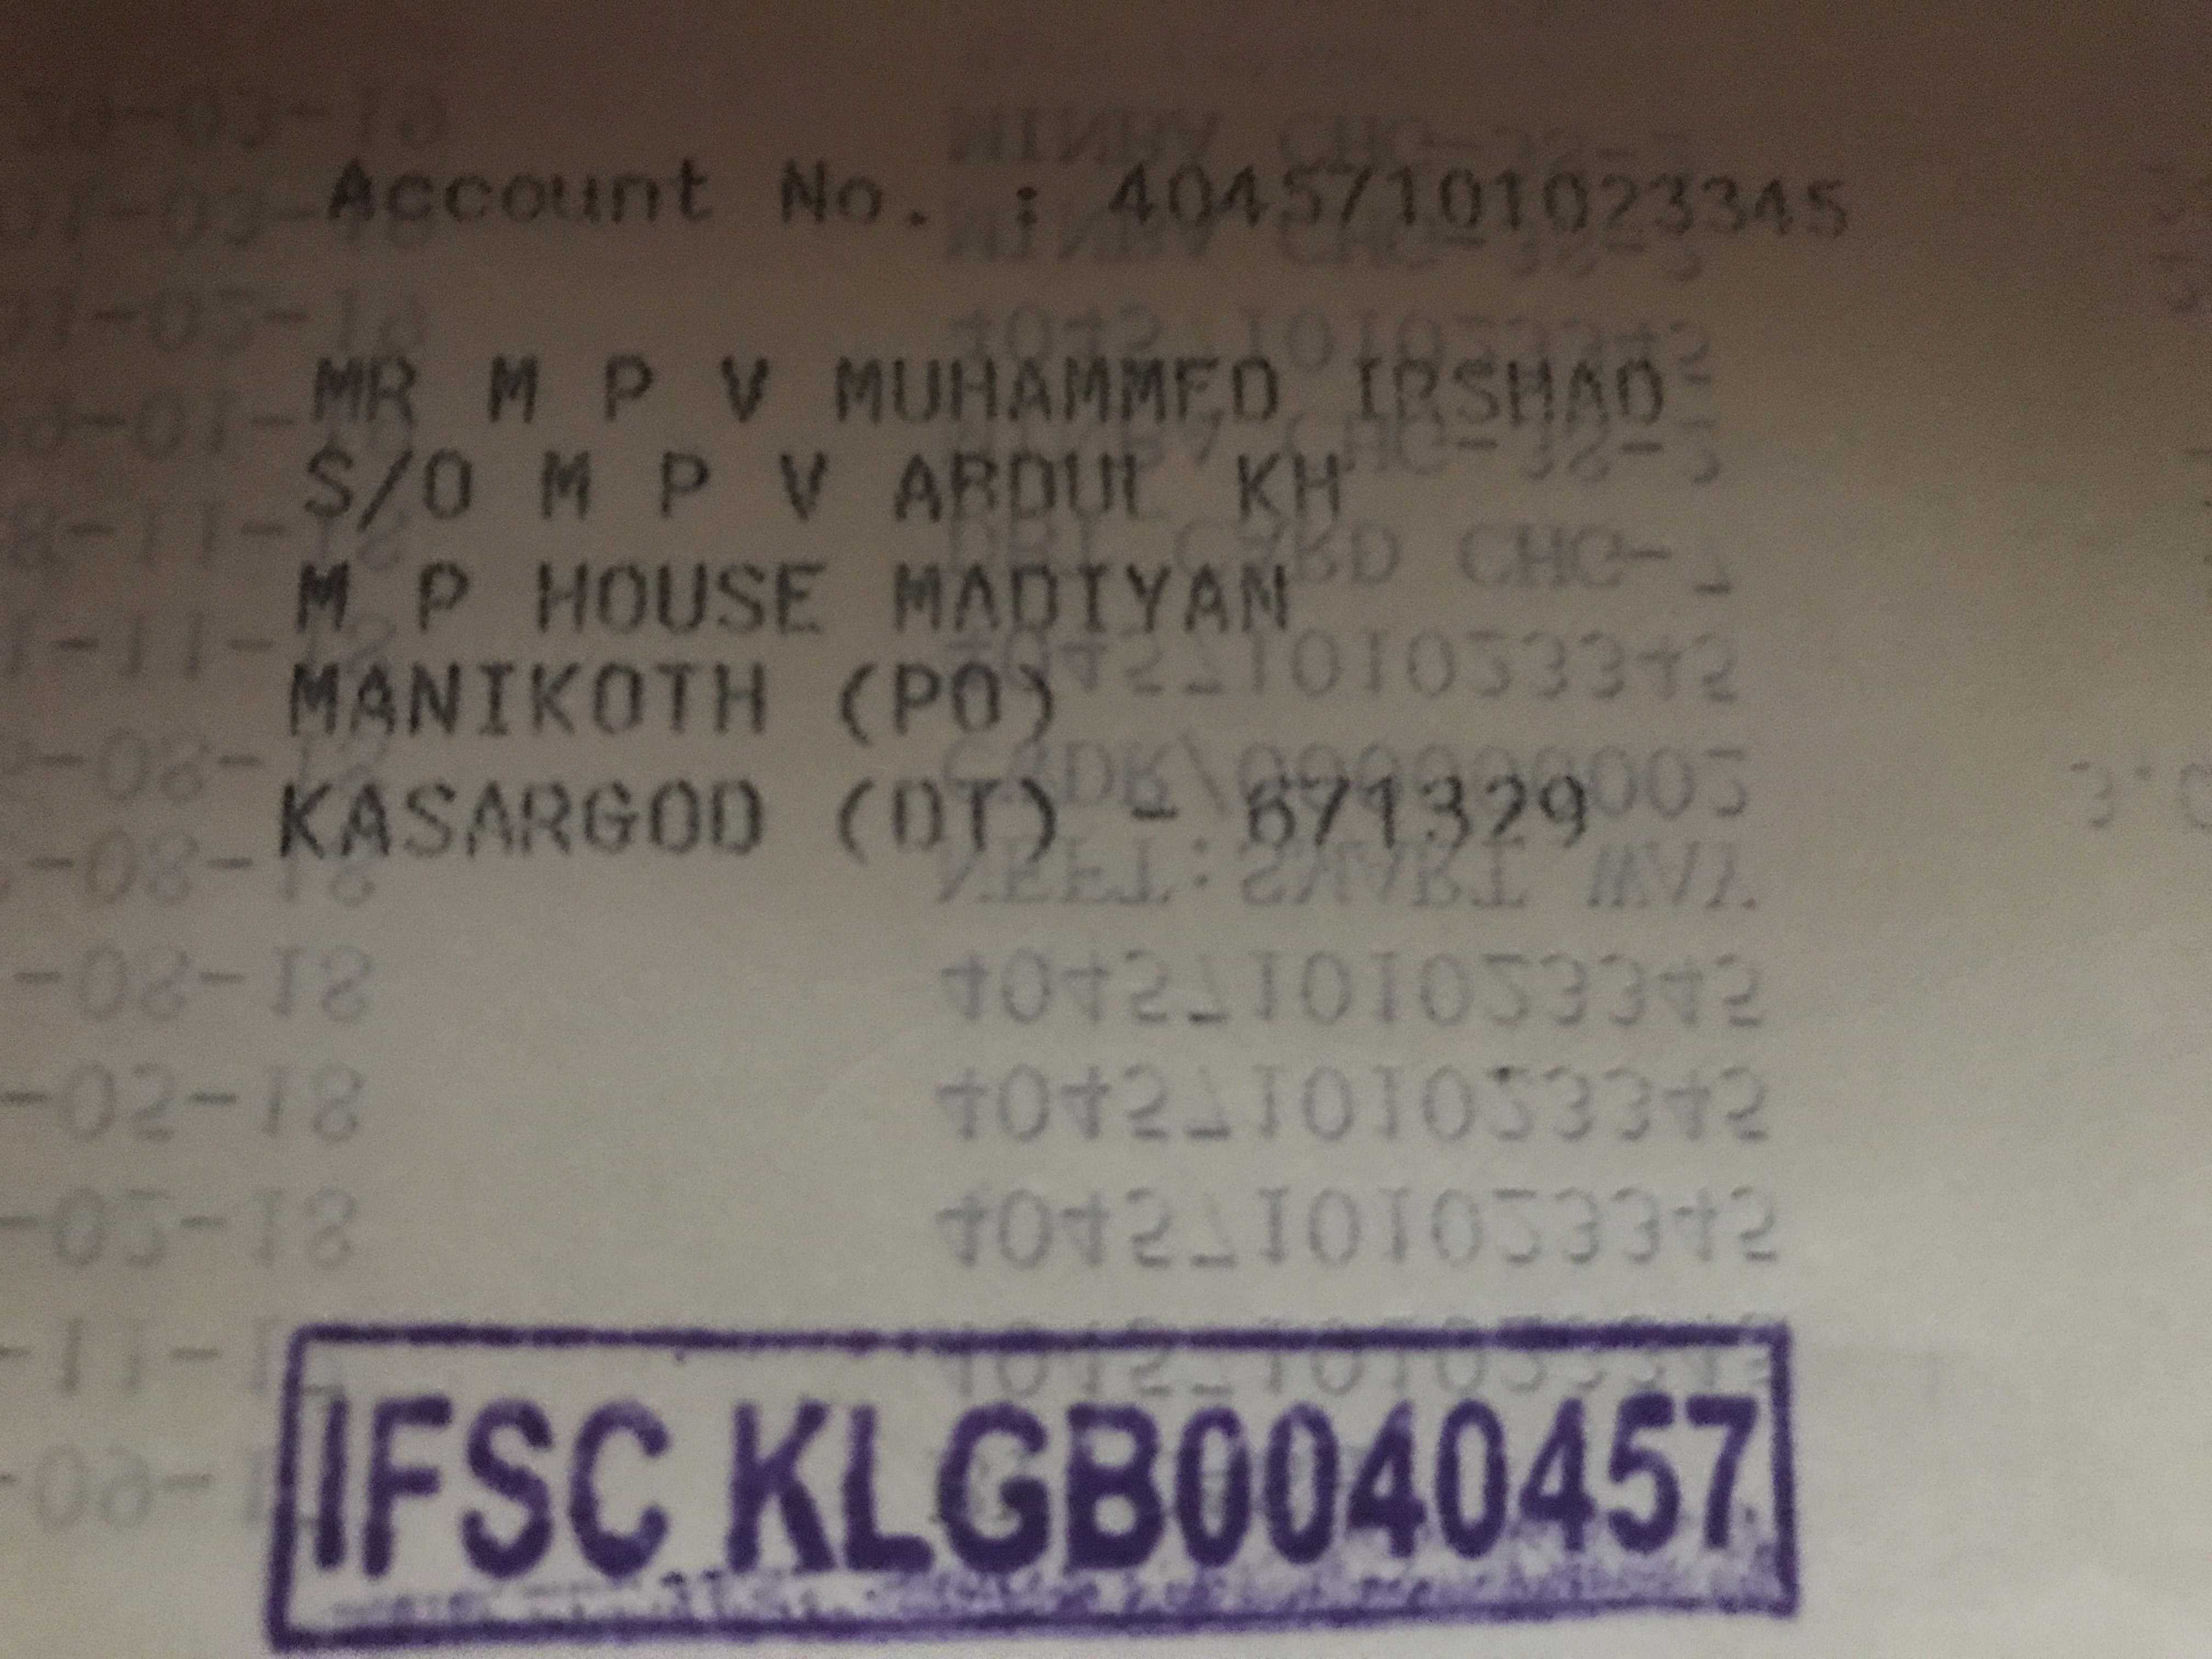 Account No. : 40457101023345
MR M P V MUHAMMED IRSHAD
S/O M P V ABDUL KH
M P HOUSE MADIYAN
MANIKOTH (PO)
KASARGOD (DT) - 671329
IFSC KLGB0040457